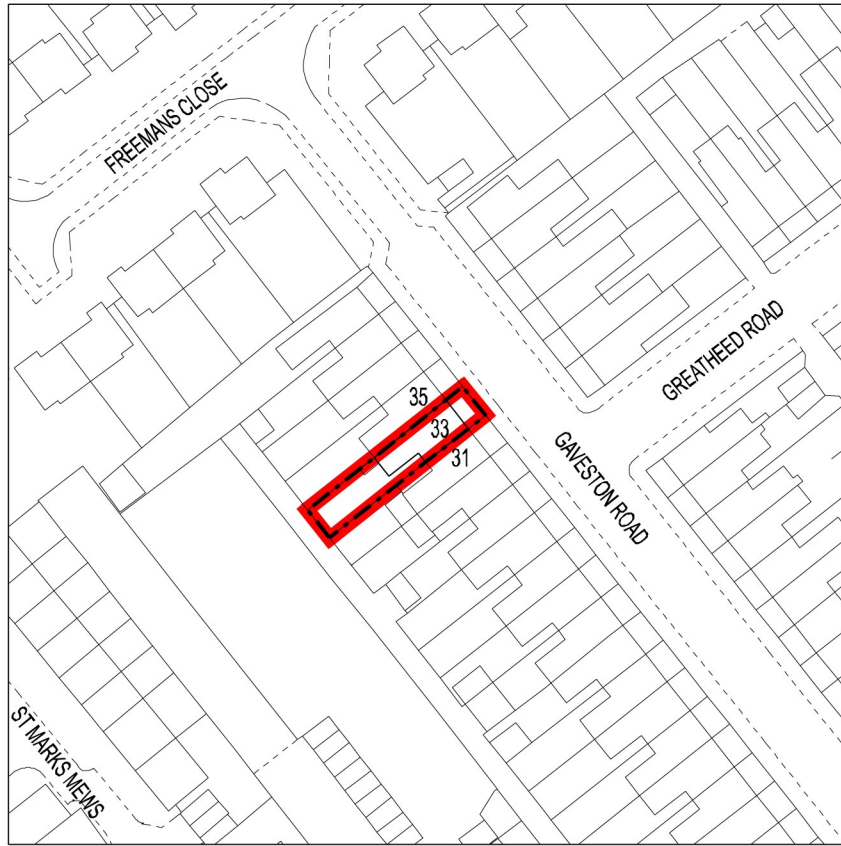 FREEMANS CLOSE
GREATHEED ROAD
35
33
31
GAVESTON ROAD
ST MARKS MEWS